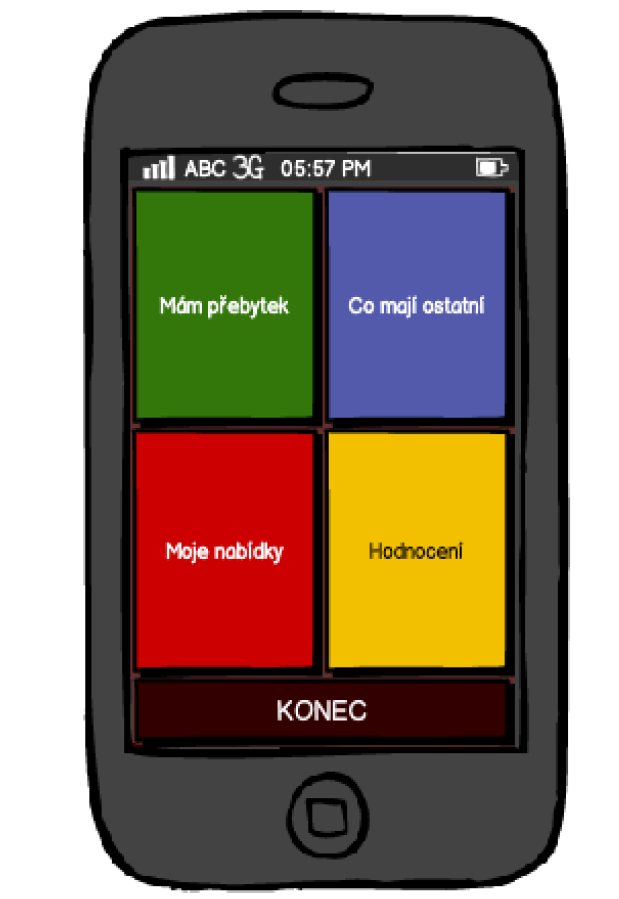 ABC 3G 05:57 PM
Mám přebytek
Co mají ostatní
Moje nabídky
Hodnocení
KONEC